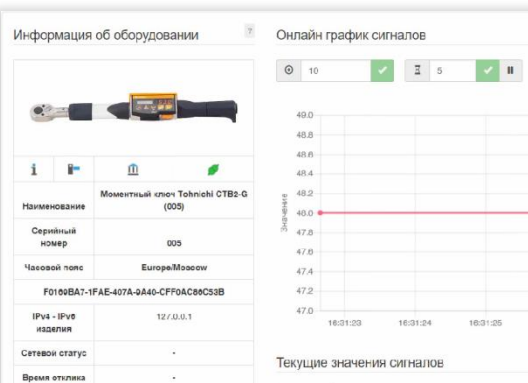 Информация об оборудовании
?
Онлайн график сигналов
10
5
Наименование
Моментный ключ Tohnichi CTB2-G (005)
Серийный номер
005
Часовой пояс
Europe/Moscow
F0169BA7-1FAE-407A-9A40-CFF0AC86C53B
IPv4 - IPv6 изделия
127.0.0.1
Сетевой статус
-
Время отклика
-
Значение
49.0
48.8
48.6
48.4
48.2
48.0
47.8
47.6
47.4
47.2
47.0
16:31:23
16:31:24
16:31:25
Текущие значения сигналов